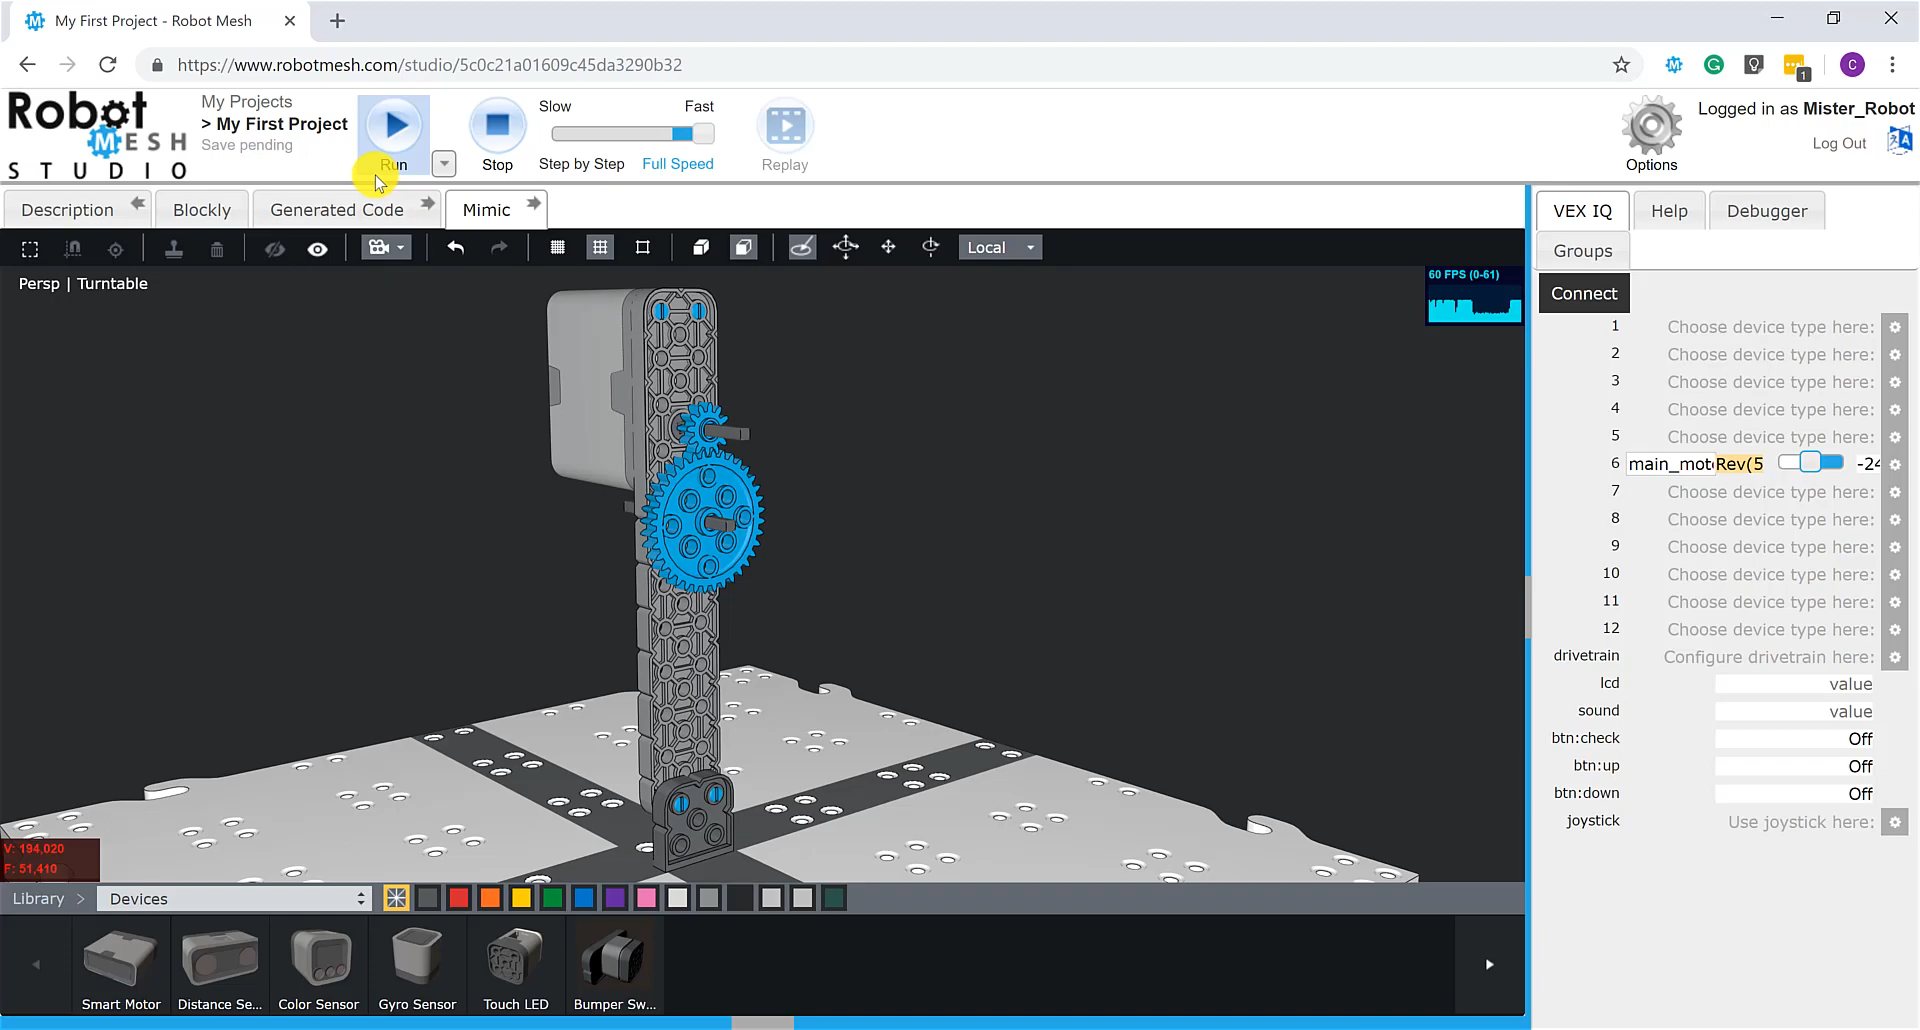 My First Project - Robot Mesh
https://www.robotmesh.com/studio/5c0c21a01609c45da3290b32
C
1
Robot
MESH
STUDIO
My Projects
> My First Project
Save pending
Run
Stop
Slow Fast
Step by Step Full Speed
Replay
Options
Logged in as Mister_Robot
Log Out
Description
Blockly
Generated Code
Mimic
VEX IQ
Help
Debugger
Groups
Local
Persp | Turntable
60 FPS (0-61)
Connect
1 Choose device type here:
2 Choose device type here:
3 Choose device type here:
4 Choose device type here:
5 Choose device type here:
6 main_mot Rev(5 -24
7 Choose device type here:
8 Choose device type here:
9 Choose device type here:
10 Choose device type here:
11 Choose device type here:
12 Choose device type here:
drivetrain Configure drivetrain here:
lcd value
sound value
btn:check Off
btn:up Off
btn:down Off
joystick Use joystick here:
V: 194,020
F: 51,410
Library > Devices
Smart Motor
Distance Se...
Color Sensor
Gyro Sensor
Touch LED
Bumper Sw...